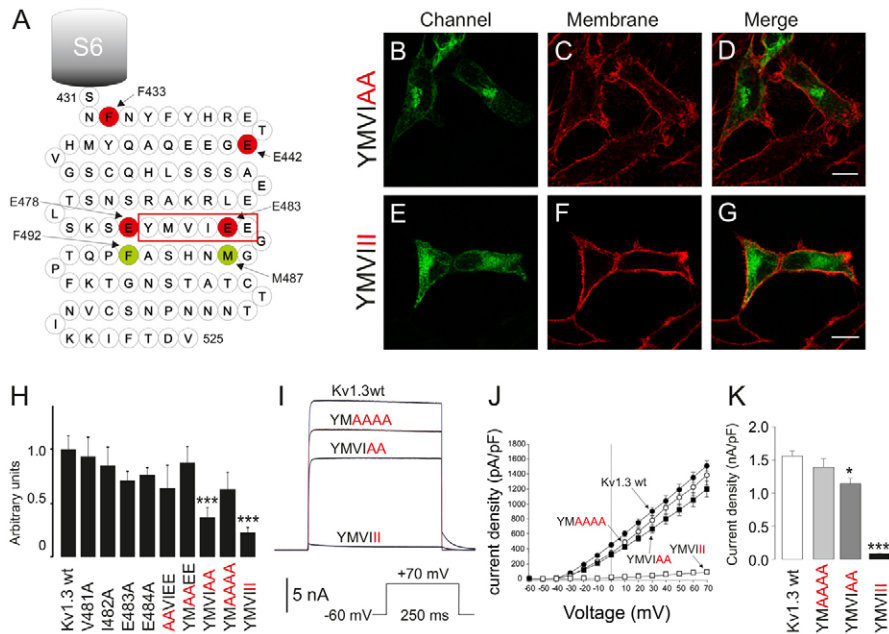 A
S6
431 S
F433
N F N Y F Y H R E
T
H M Y Q A Q E E G E
E442
V
G S C Q H L S S S A
E
T S N S R A K R L E
E478
E483
L
S K S E Y M V I E E
F492
G
T Q P F A S H N M G
M487
P
F K T G N S T A T C
T
N V C S N P N N N T
I
K K I F T D V 525
Channel Membrane Merge
YMVIAA
B C D
YMVIII
E F G
H
Arbitrary units
1.0
0.5
0
***
***
Kv1.3 wt
V481A
I482A
E483A
E484A
AAVIEE
YMAAEE
YMVIAA
YMAAAA
YMVIII
I
Kv1.3wt
YMAAAA
YMVIAA
YMVIII
5 nA
+70 mV
-60 mV 250 ms
J
current density (pA/pF)
1800
1600
1400
1200
1000
800
600
400
200
0
Kv1.3 wt
YMAAAA
YMVIAA
YMVIII
-60 -50 -40 -30 -20 -10 0 10 20 30 40 50 60 70
Voltage (mV)
K
Current density (nA/pF)
2.0
1.5
1.0
0.5
0.0
*
***
Kv1.3 wt
YMAAAA
YMVIAA
YMVIII